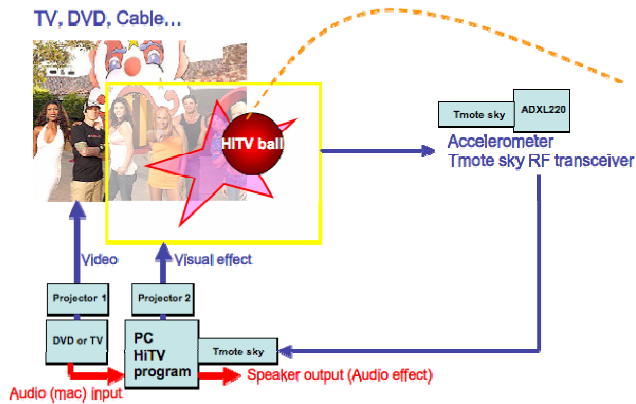 TV, DVD, Cable...
HITV ball
Tmote sky
ADXL220
Accelerometer
Tmote sky RF transceiver
Video
Visual effect
Projector 1
Projector 2
DVD or TV
PC
HiTV
program
Tmote sky
Audio (mac) input
Speaker output (Audio effect)